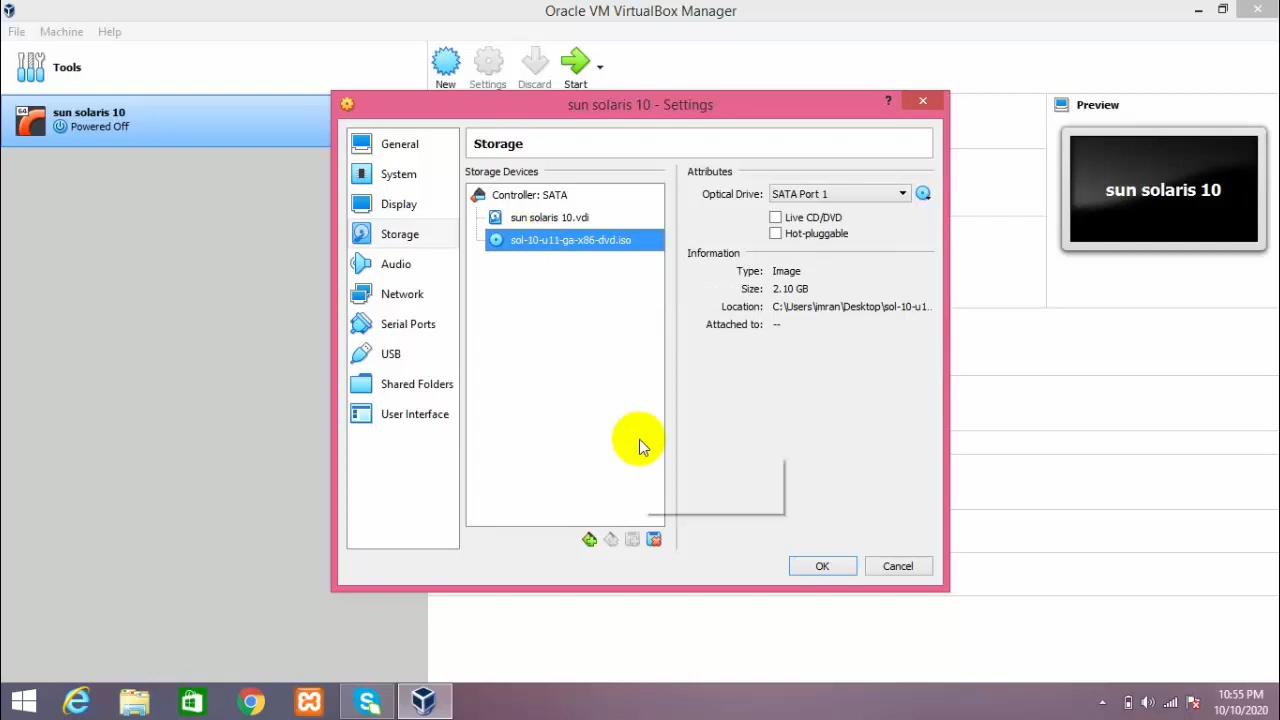 Oracle VM VirtualBox Manager
File Machine Help
Tools
New Settings Discard Start
sun solaris 10 - Settings
?
64
sun solaris 10
Powered Off
Preview
sun solaris 10
General
System
Display
Storage
Audio
Network
Serial Ports
USB
Shared Folders
User Interface
Storage
Storage Devices
Controller: SATA
sun solaris 10.vdi
sol-10-u11-ga-x86-dvd.iso
Attributes
Optical Drive: SATA Port 1
Live CD/DVD
Hot-pluggable
Information
Type: Image
Size: 2.10 GB
Location: C:\Users\imran\Desktop\sol-10-u1..
Attached to: --
OK Cancel
10:55 PM
10/10/2020